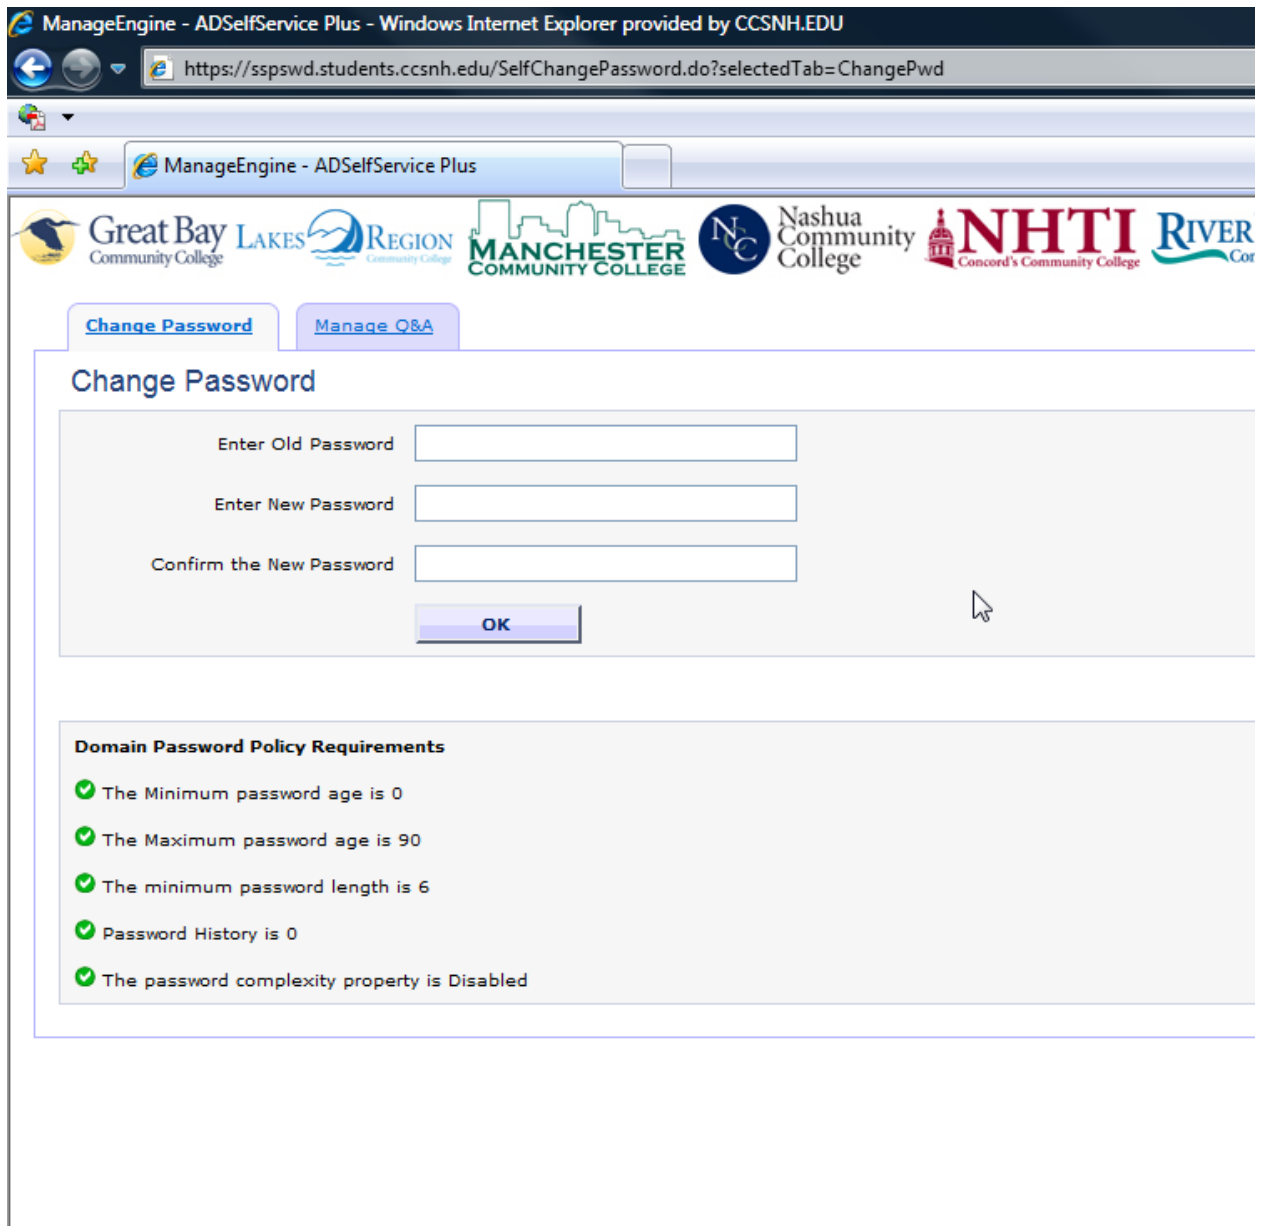 ManageEngine - ADSelfService Plus - Windows Internet Explorer provided by CCSNH.EDU
https://sspswd.students.ccsnh.edu/SelfChangePassword.do?selectedTab=ChangePwd
ManageEngine - ADSelfService Plus
Great Bay
Community College
LAKES REGION
Community College
MANCHESTER
COMMUNITY COLLEGE
NCC
Nashua
Community
College
NHTI
Concord's Community College
RIVER
Co
Change Password
Manage Q&A
Change Password
Enter Old Password
Enter New Password
Confirm the New Password
OK
Domain Password Policy Requirements
The Minimum password age is 0
The Maximum password age is 90
The minimum password length is 6
Password History is 0
The password complexity property is Disabled